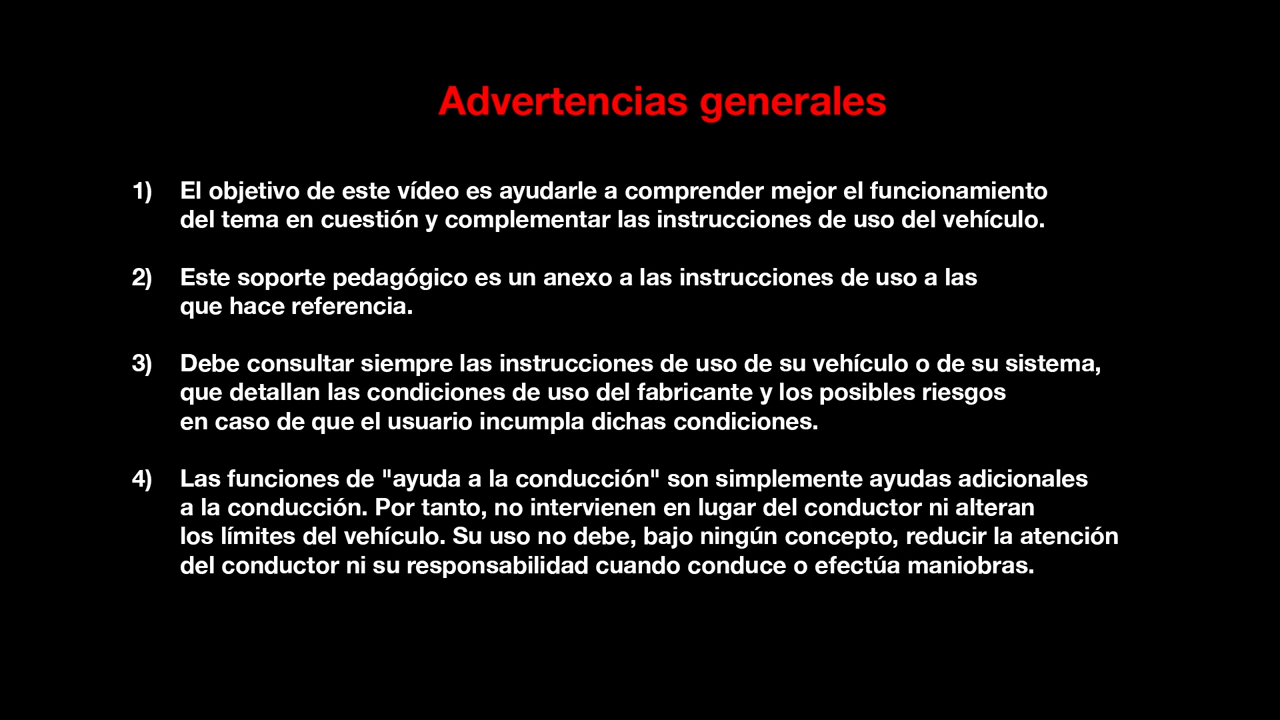 Advertencias generales
1) El objetivo de este vídeo es ayudarle a comprender mejor el funcionamiento
del tema en cuestión y complementar las instrucciones de uso del vehículo.
2) Este soporte pedagógico es un anexo a las instrucciones de uso a las
que hace referencia.
3) Debe consultar siempre las instrucciones de uso de su vehículo o de su sistema,
que detallan las condiciones de uso del fabricante y los posibles riesgos
en caso de que el usuario incumpla dichas condiciones.
4) Las funciones de "ayuda a la conducción" son simplemente ayudas adicionales
a la conducción. Por tanto, no intervienen en lugar del conductor ni alteran
los límites del vehículo. Su uso no debe, bajo ningún concepto, reducir la atención
del conductor ni su responsabilidad cuando conduce o efectúa maniobras.